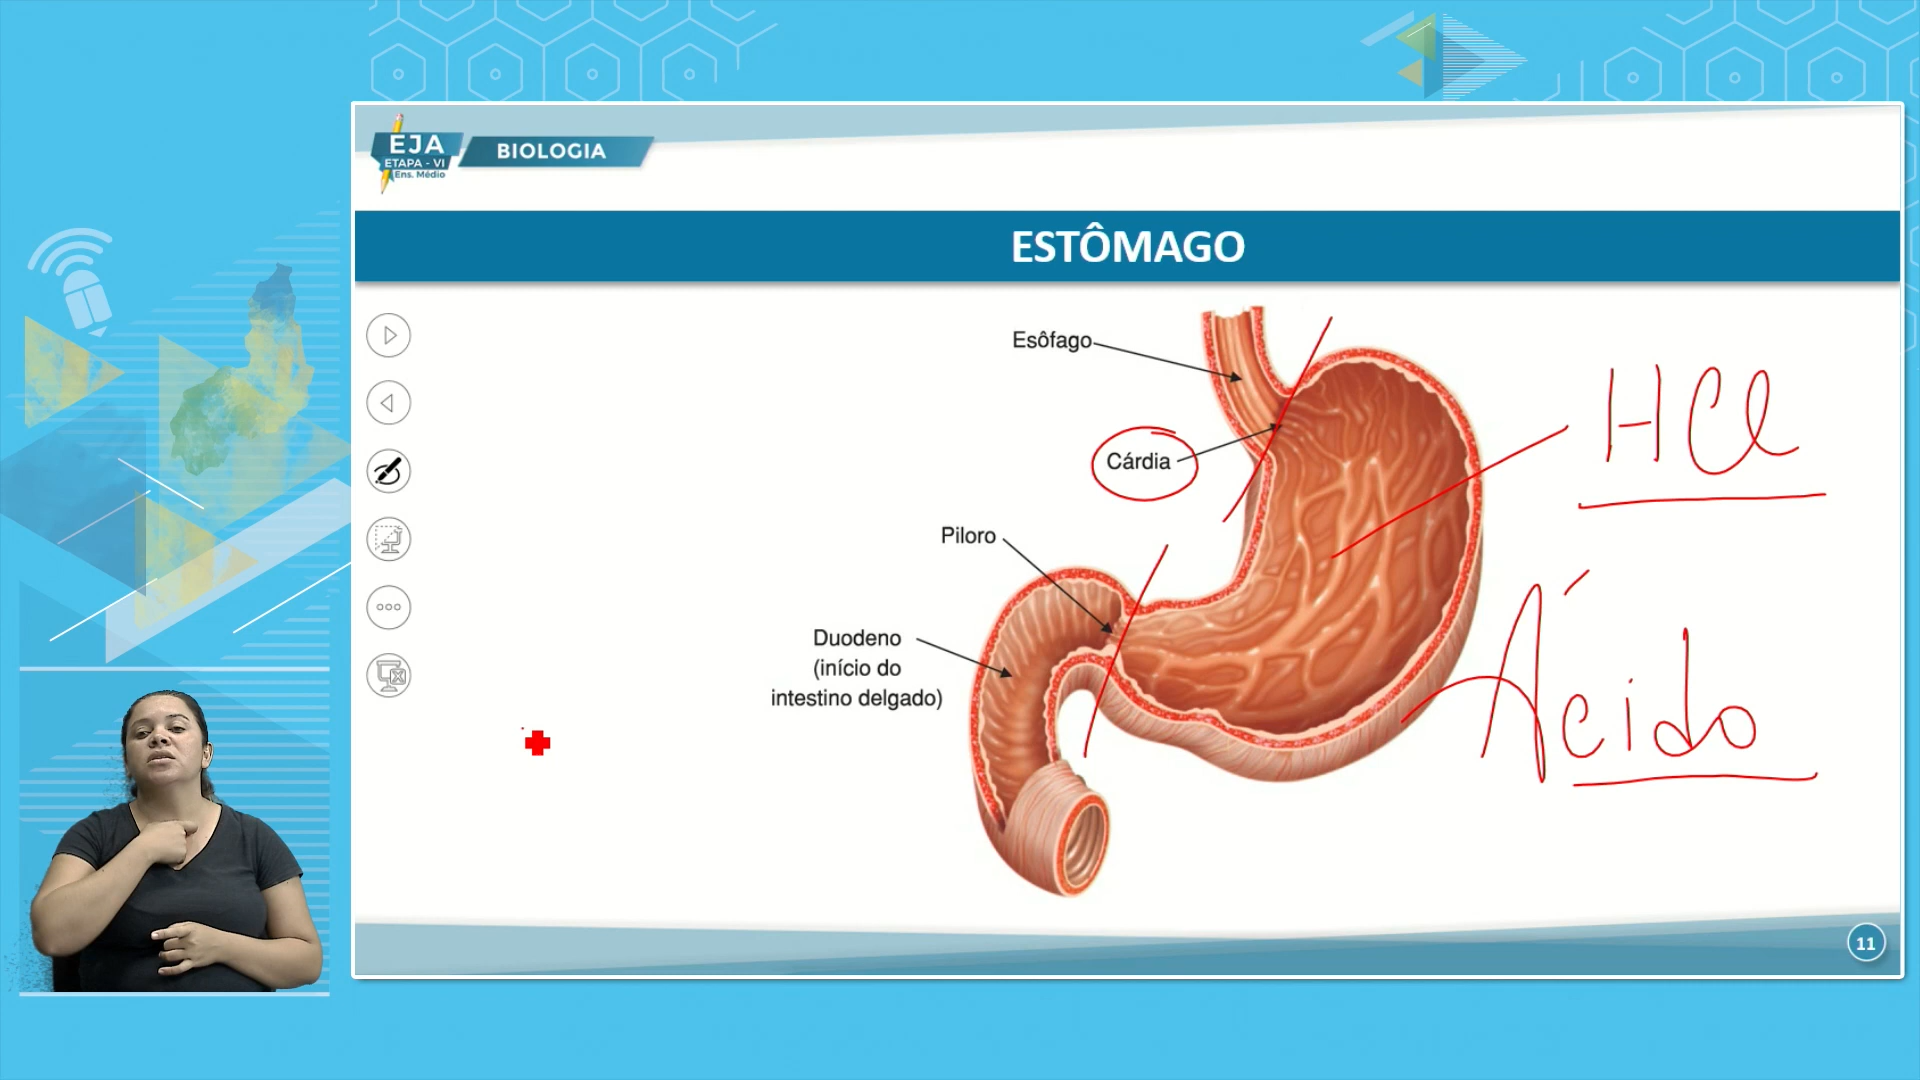 EJA
ETAPA - VI
Ens. Médio
BIOLOGIA
ESTÔMAGO
Esôfago
Cárdia
Piloro
Duodeno
(início do
intestino delgado)
HCl
Ácido
11